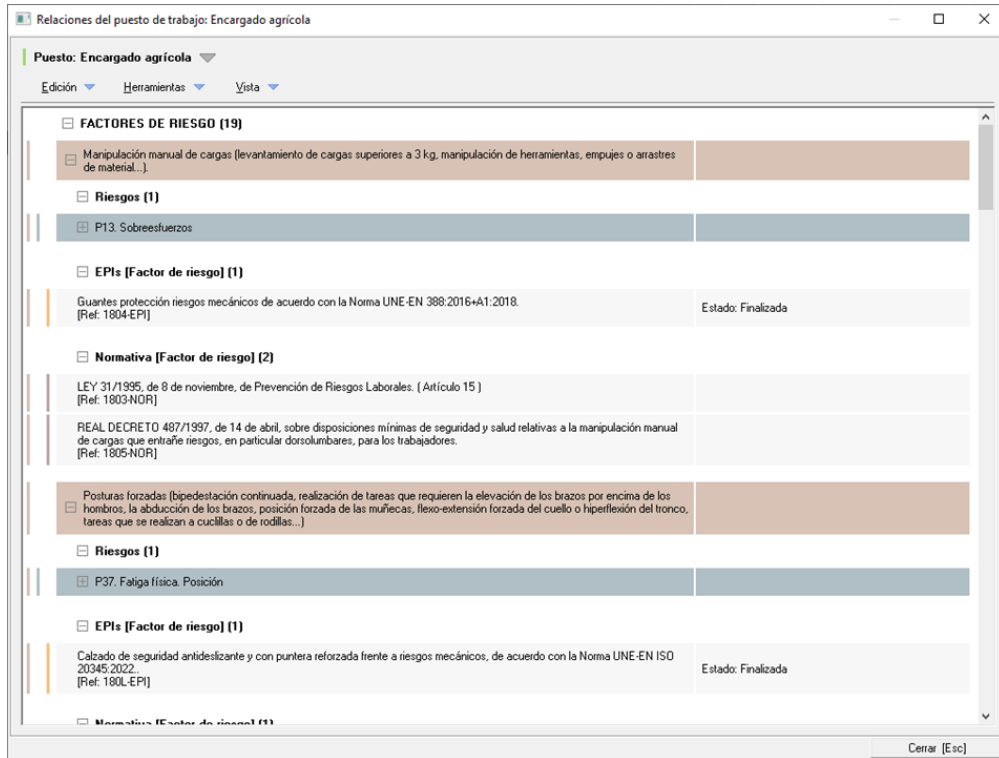 Relaciones del puesto de trabajo: Encargado agrícola
Puesto: Encargado agrícola
Edición Herramientas Vista
FACTORES DE RIESGO (19)
Manipulación manual de cargas (levantamiento de cargas superiores a 3 kg, manipulación de herramientas, empujes o arrastres
de material...).
Riesgos (1)
P13. Sobreesfuerzos
EPIs [Factor de riesgo] (1)
Guantes protección riesgos mecánicos de acuerdo con la Norma UNE-EN 388:2016+A1:2018.
[Ref: 1804-EPI]
Estado: Finalizada
Normativa [Factor de riesgo] (2)
LEY 31/1995, de 8 de noviembre, de Prevención de Riesgos Laborales. ( Artículo 15 )
[Ref: 1803-NOR]
REAL DECRETO 487/1997, de 14 de abril, sobre disposiciones mínimas de seguridad y salud relativas a la manipulación manual
de cargas que entrañe riesgos, en particular dorsolumbares, para los trabajadores.
[Ref: 1805-NOR]
Posturas forzadas (bipedestación continuada, realización de tareas que requieren la elevación de los brazos por encima de los
hombros, la abducción de los brazos, posición forzada de las muñecas, flexo-extensión forzada del cuello o hiperflexión del tronco,
tareas que se realizan a cuclillas o de rodillas...)
Riesgos (1)
P37. Fatiga física. Posición
EPIs [Factor de riesgo] (1)
Calzado de seguridad antideslizante y con puntera reforzada frente a riesgos mecánicos, de acuerdo con la Norma UNE-EN ISO
20345:2022..
[Ref: 180L-EPI]
Estado: Finalizada
Normativa [Factor de riesgo] (1)
Cerrar [Esc]